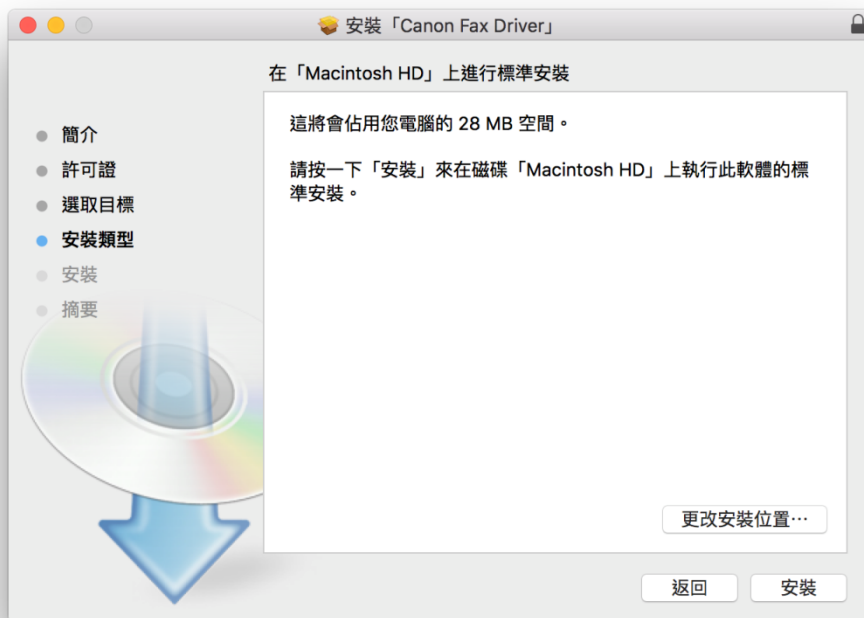 安裝「Canon Fax Driver」
在「Macintosh HD」上進行標準安裝
簡介
許可證
選取目標
安裝類型
安裝
摘要
這將會佔用您電腦的 28 MB 空間。
請按一下「安裝」來在磁碟「Macintosh HD」上執行此軟體的標
準安裝。
更改安裝位置⋯
返回
安裝